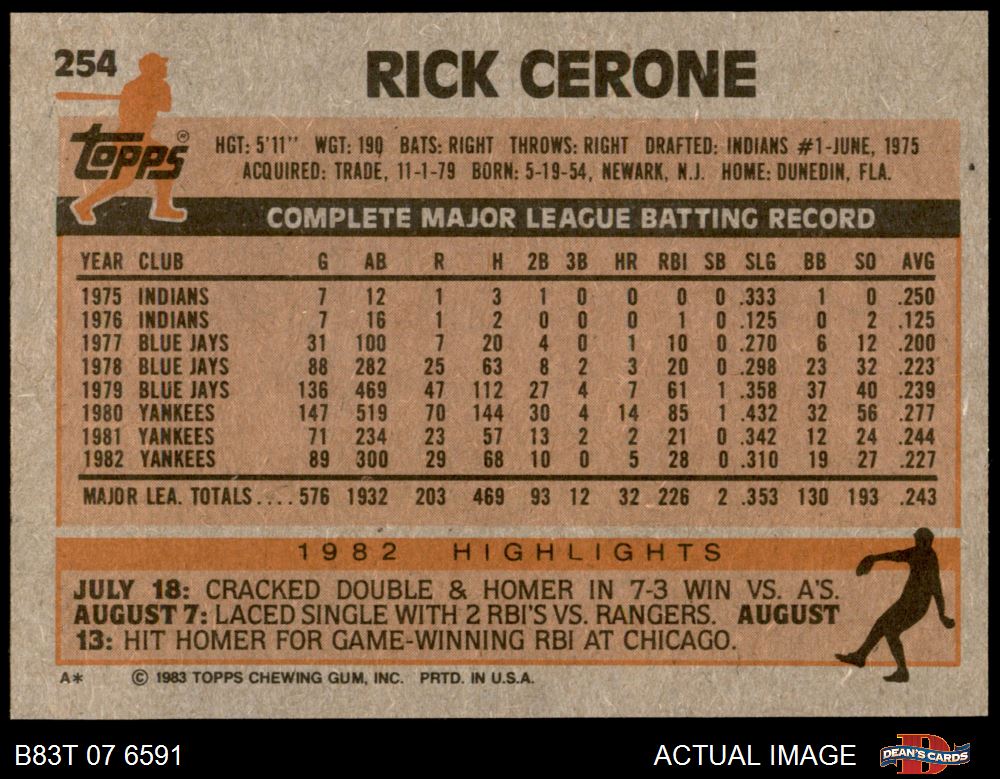 254
RICK CERONE
topps®
HGT: 5'11" WGT: 190 BATS: RIGHT THROWS: RIGHT DRAFTED: INDIANS #1-JUNE, 1975
ACQUIRED: TRADE, 11-1-79 BORN: 5-19-54, NEWARK, N.J. HOME: DUNEDIN, FLA.
COMPLETE MAJOR LEAGUE BATTING RECORD
YEAR CLUB G AB R H 2B 3B HR RBI SB SLG BB SO AVG
1975 INDIANS 7 12 1 3 1 0 0 0 0 .333 1 0 .250
1976 INDIANS 7 16 1 2 0 0 0 1 0 .125 0 2 .125
1977 BLUE JAYS 31 100 7 20 4 0 1 10 0 .270 6 12 .200
1978 BLUE JAYS 88 282 25 63 8 2 3 20 0 .298 23 32 .223
1979 BLUE JAYS 136 469 47 112 27 4 7 61 1 .358 37 40 .239
1980 YANKEES 147 519 70 144 30 4 14 85 1 .432 32 56 .277
1981 YANKEES 71 234 23 57 13 2 2 21 0 .342 12 24 .244
1982 YANKEES 89 300 29 68 10 0 5 28 0 .310 19 27 .227
MAJOR LEA. TOTALS.... 576 1932 203 469 93 12 32 226 2 .353 130 193 .243
1982 HIGHLIGHTS
JULY 18: CRACKED DOUBLE & HOMER IN 7-3 WIN VS. A'S.
AUGUST 7: LACED SINGLE WITH 2 RBI'S VS. RANGERS. AUGUST
13: HIT HOMER FOR GAME-WINNING RBI AT CHICAGO.
A* © 1983 TOPPS CHEWING GUM, INC. PRTD. IN U.S.A.
B83T 07 6591 ACTUAL IMAGE D DEAN'S CARDS